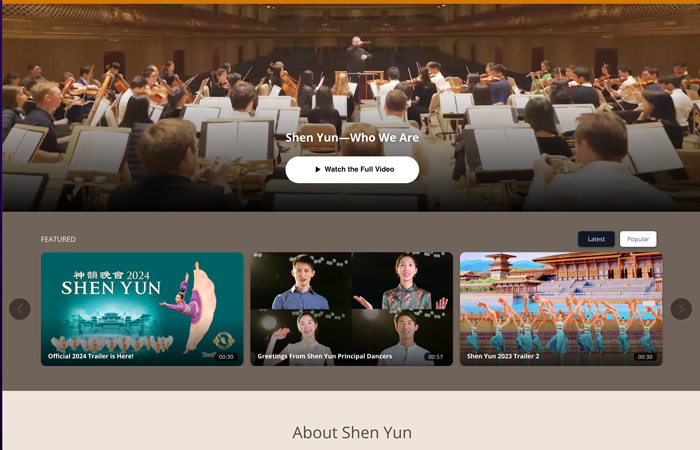 Shen Yun—Who We Are
Watch the Full Video
FEATURED
Latest
Popular
神韻晚會 2024
SHEN YUN
Official 2024 Trailer is Here!
00:30
Greetings From Shen Yun Principal Dancers
00:57
Shen Yun 2023 Trailer 2
00:30
About Shen Yun